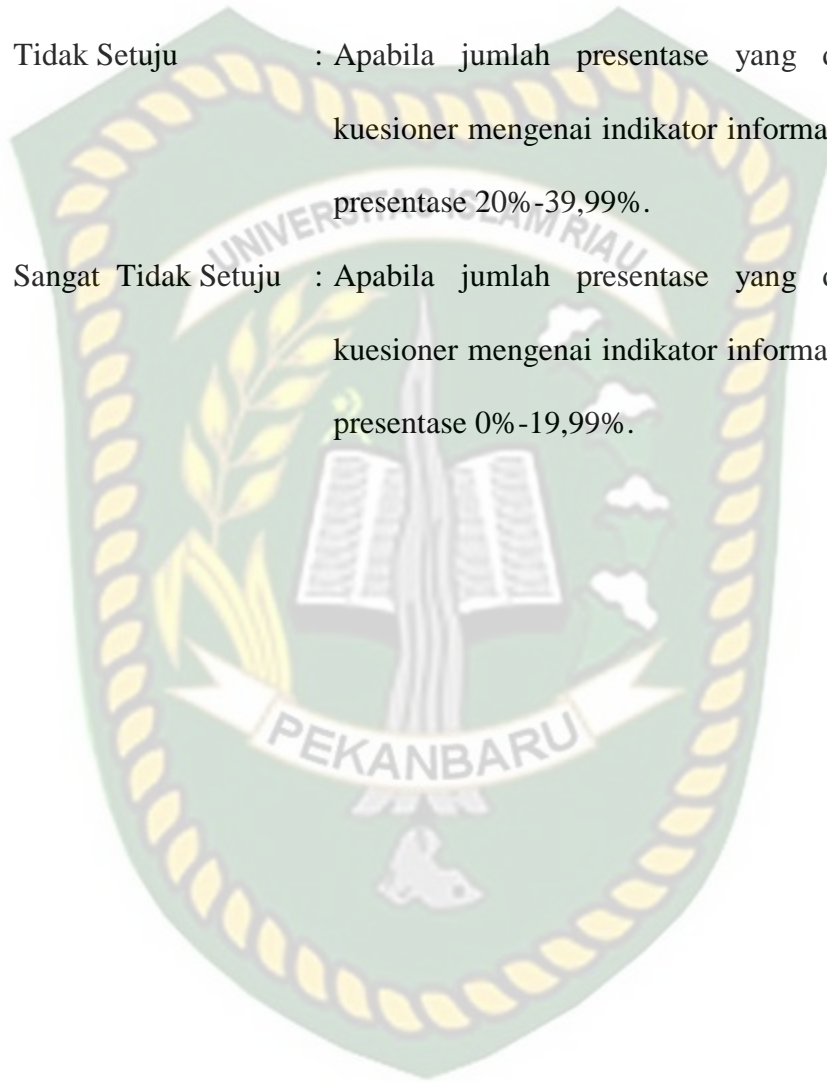 Tidak Setuju : Apabila jumlah presentase yang
kuesioner mengenai indikator informa
presentase 20%-39,99%.
UNIVERSITAS ISLAM RIAU
Sangat Tidak Setuju : Apabila jumlah presentase yang
kuesioner mengenai indikator informa
presentase 0%-19,99%.
PEKANBARU